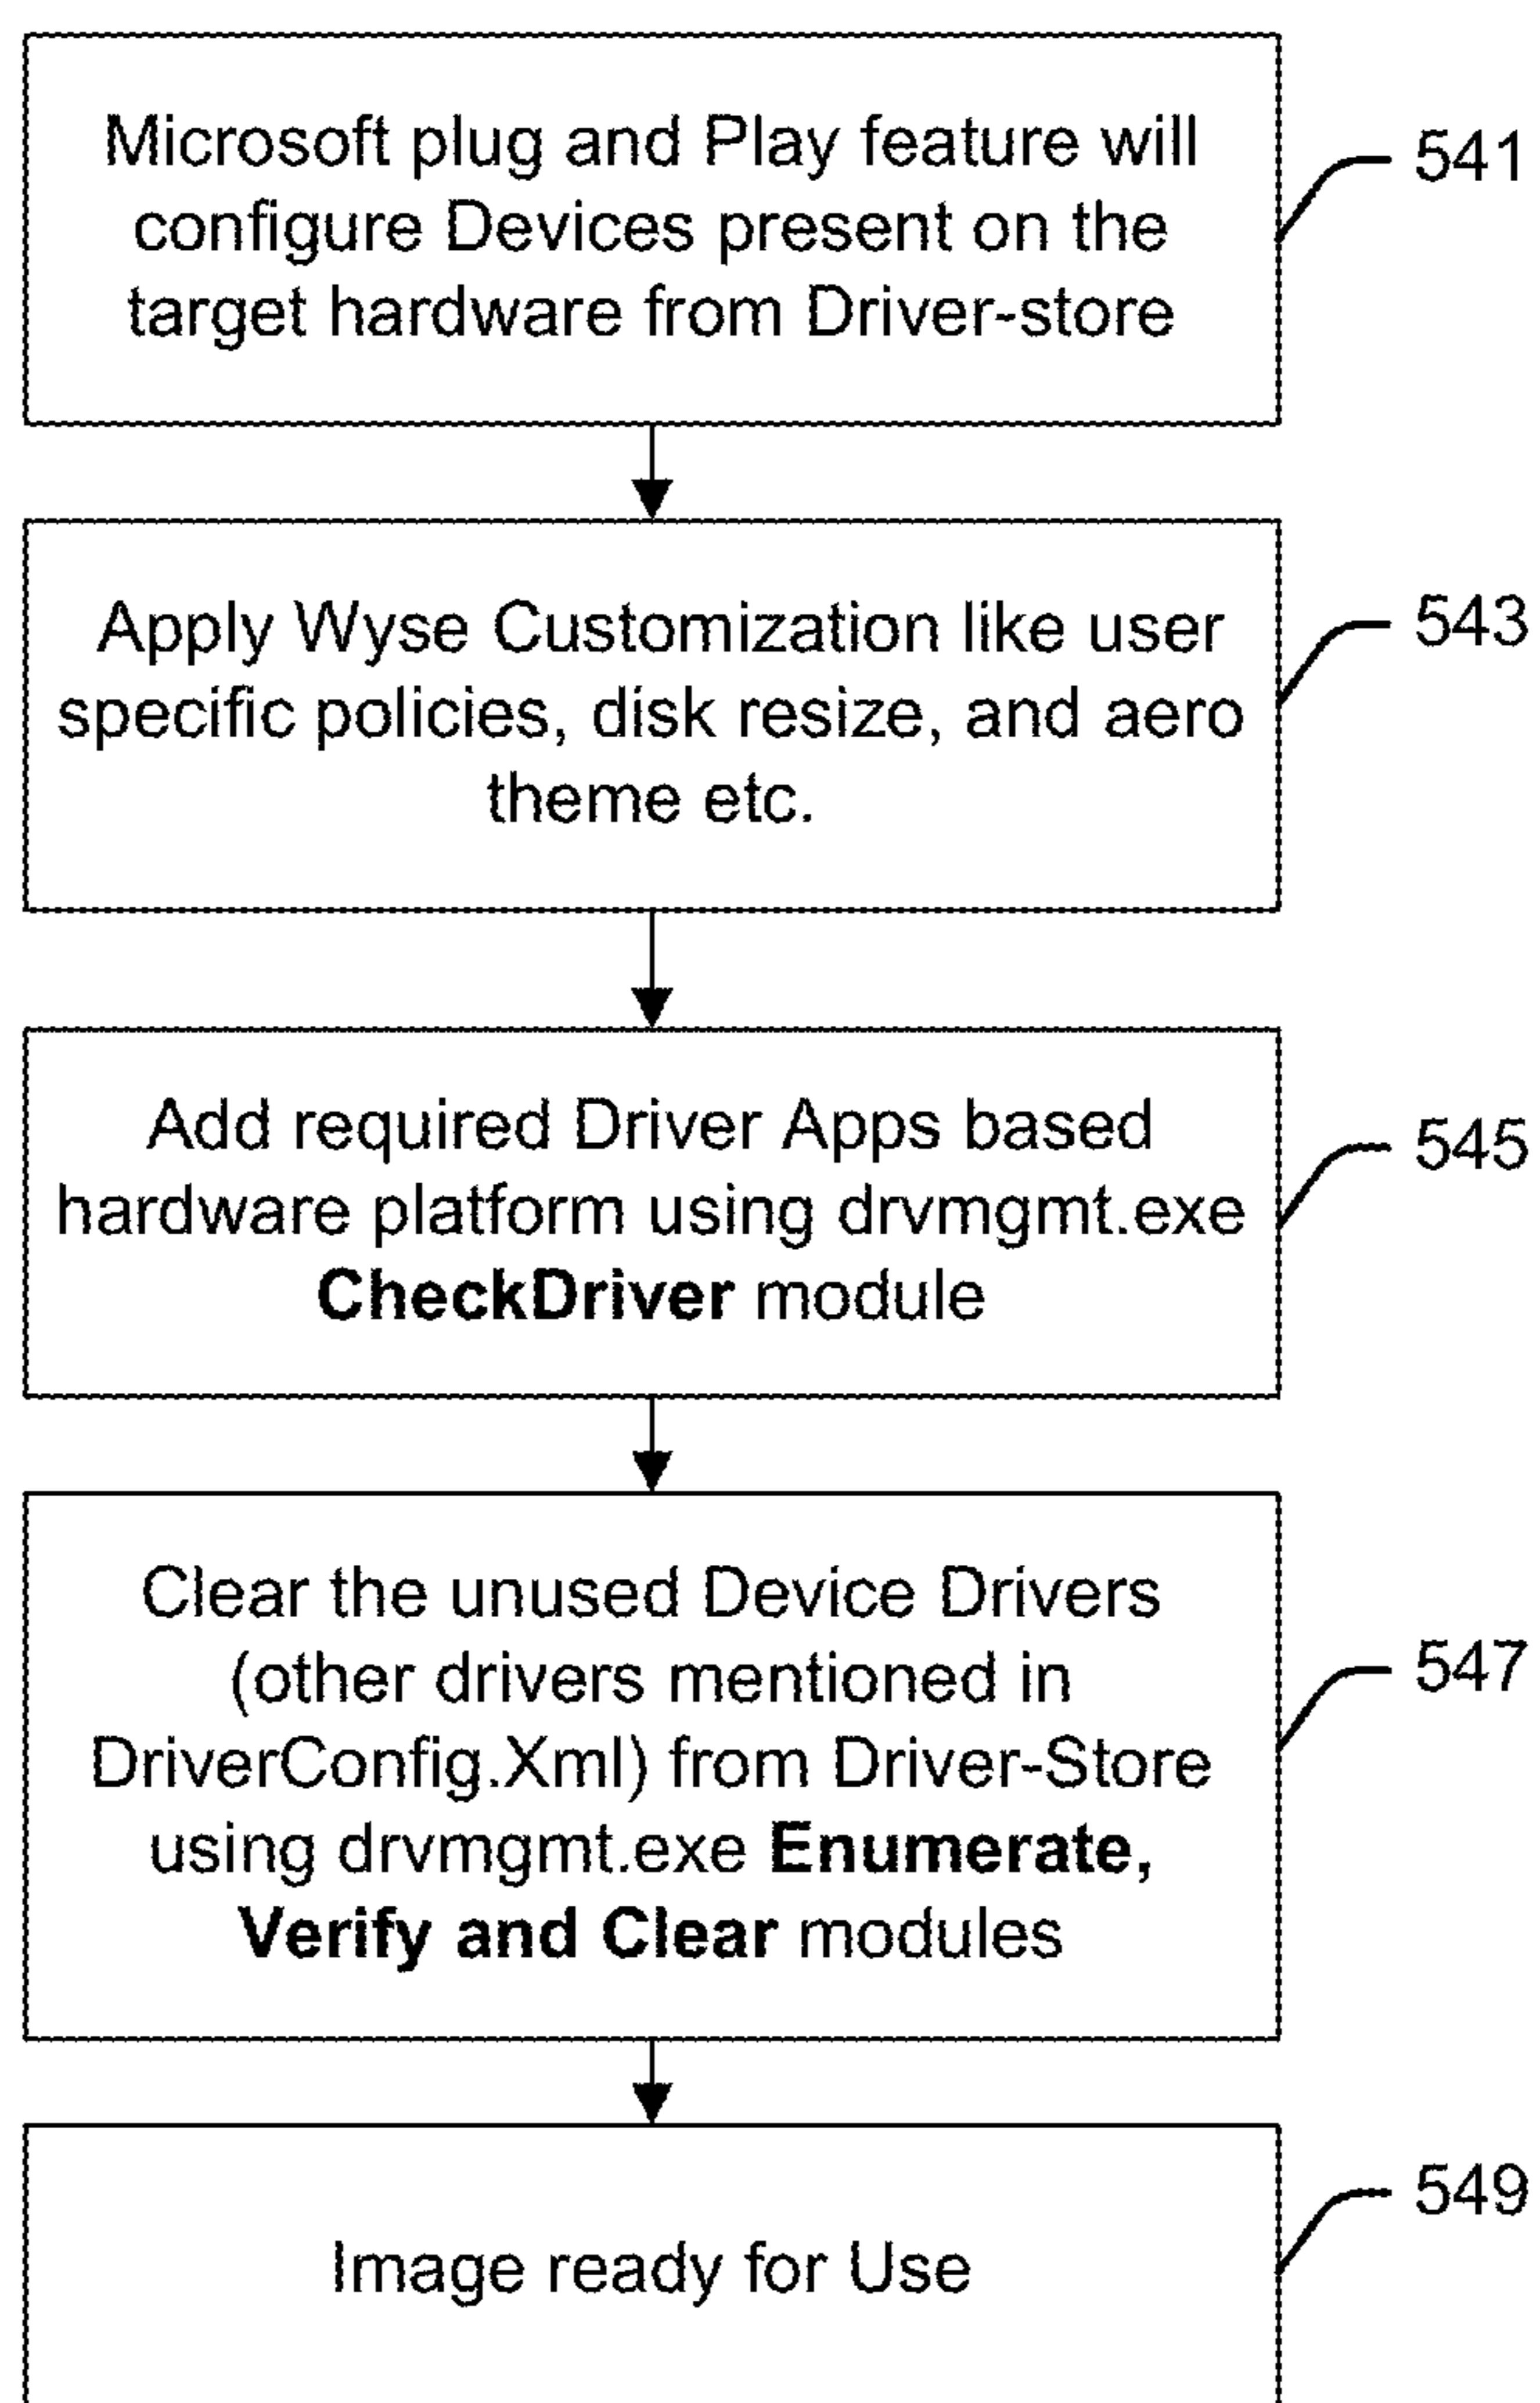 Microsoft plug and Play feature will
configure Devices present on the
target hardware from Driver-store
541
Apply Wyse Customization like user
specific policies, disk resize, and aero
theme etc.
543
Add required Driver Apps based
hardware platform using drvmgmt.exe
CheckDriver module
545
Clear the unused Device Drivers
(other drivers mentioned in
DriverConfig.Xml) from Driver-Store
using drvmgmt.exe Enumerate,
Verify and Clear modules
547
Image ready for Use
549